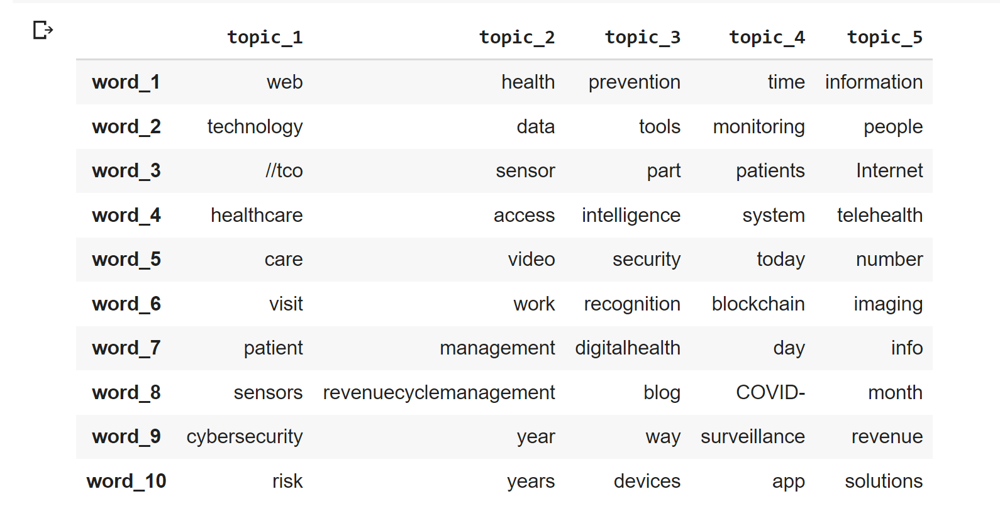 topic_1 topic_2 topic_3 topic_4 topic_5
word_1 web health prevention time information
word_2 technology data tools monitoring people
word_3 //tco sensor part patients Internet
word_4 healthcare access intelligence system telehealth
word_5 care video security today number
word_6 visit work recognition blockchain imaging
word_7 patient management digitalhealth day info
word_8 sensors revenuecyclemanagement blog COVID- month
word_9 cybersecurity year way surveillance revenue
word_10 risk years devices app solutions